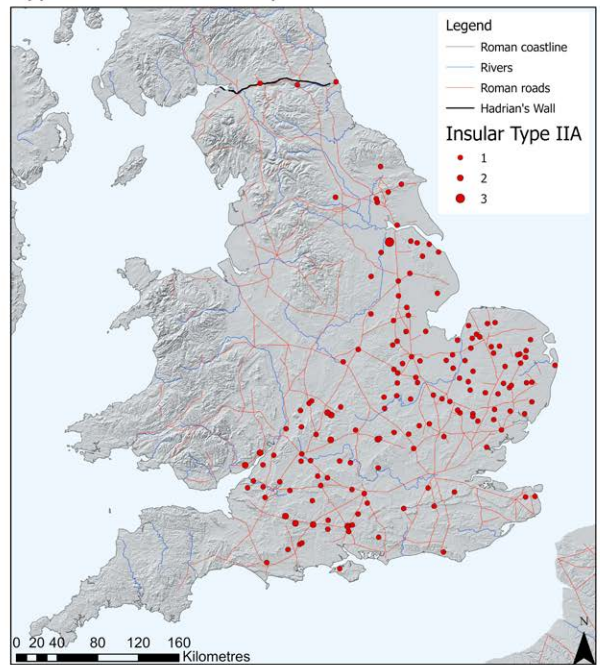 Legend
Roman coastline
Rivers
Roman roads
Hadrian's Wall
Insular Type IIA
1
2
3
N
0 20 40 80 120 160
Kilometres